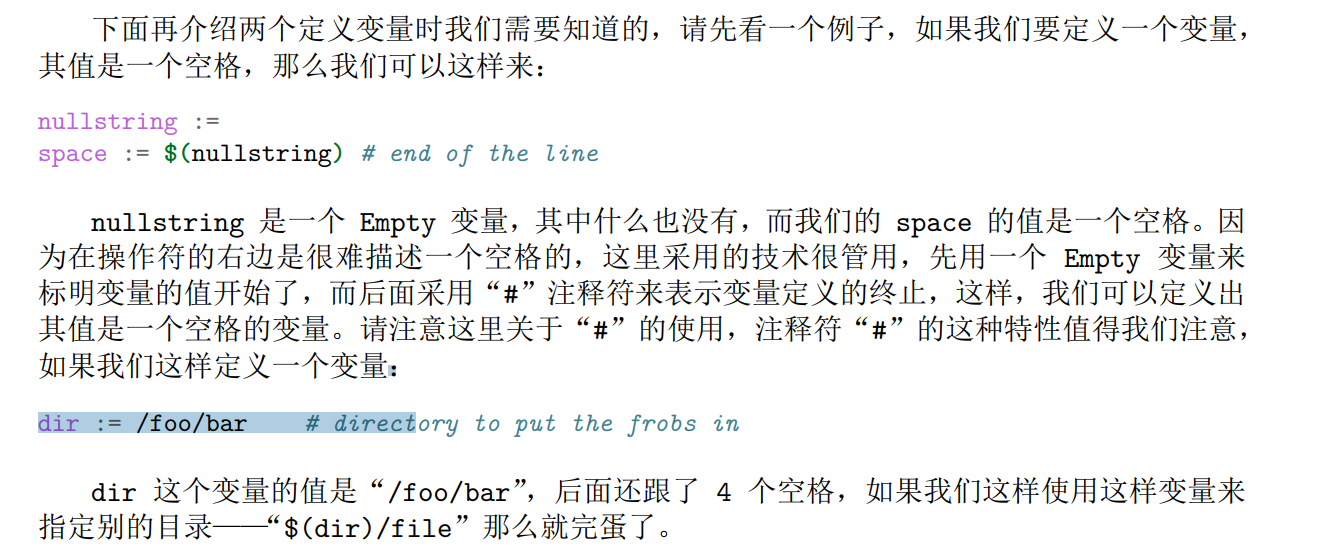 下面再介绍两个定义变量时我们需要知道的，请先看一个例子，如果我们要定义一个变量，
其值是一个空格，那么我们可以这样来：
nullstring :=
space := $(nullstring) # end of the line
nullstring 是一个 Empty 变量，其中什么也没有，而我们的 space 的值是一个空格。因
为在操作符的右边是很难描述一个空格的，这里采用的技术很管用，先用一个 Empty 变量来
标明变量的值开始了，而后面采用“#”注释符来表示变量定义的终止，这样，我们可以定义出
其值是一个空格的变量。请注意这里关于“#”的使用，注释符“#”的这种特性值得我们注意，
如果我们这样定义一个变量：
dir := /foo/bar    # directory to put the frobs in
dir 这个变量的值是“/foo/bar”，后面还跟了 4 个空格，如果我们这样使用这样变量来
指定别的目录——“$(dir)/file”那么就完蛋了。